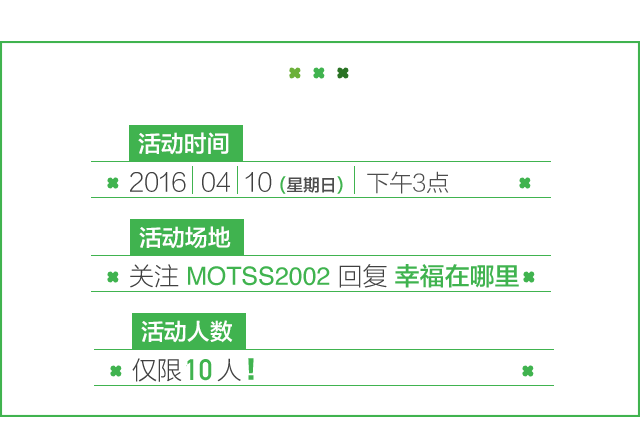 活动时间
2016 | 04 | 10（星期日） | 下午3点
活动场地
关注 MOTSS2002 回复 幸福在哪里
活动人数
仅限10人!